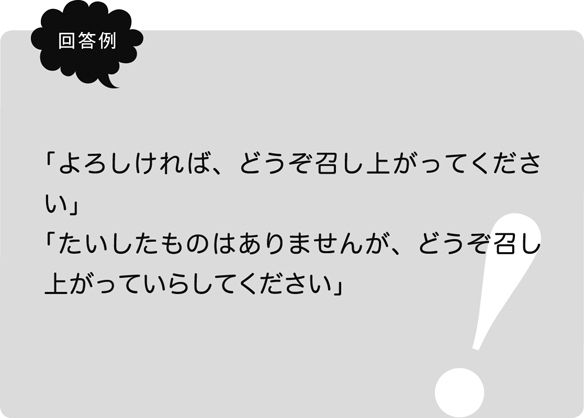 回答例
「よろしければ、どうぞ召し上がってくださ
い」
「たいしたものはありませんが、どうぞ召し
上がっていらしてください」